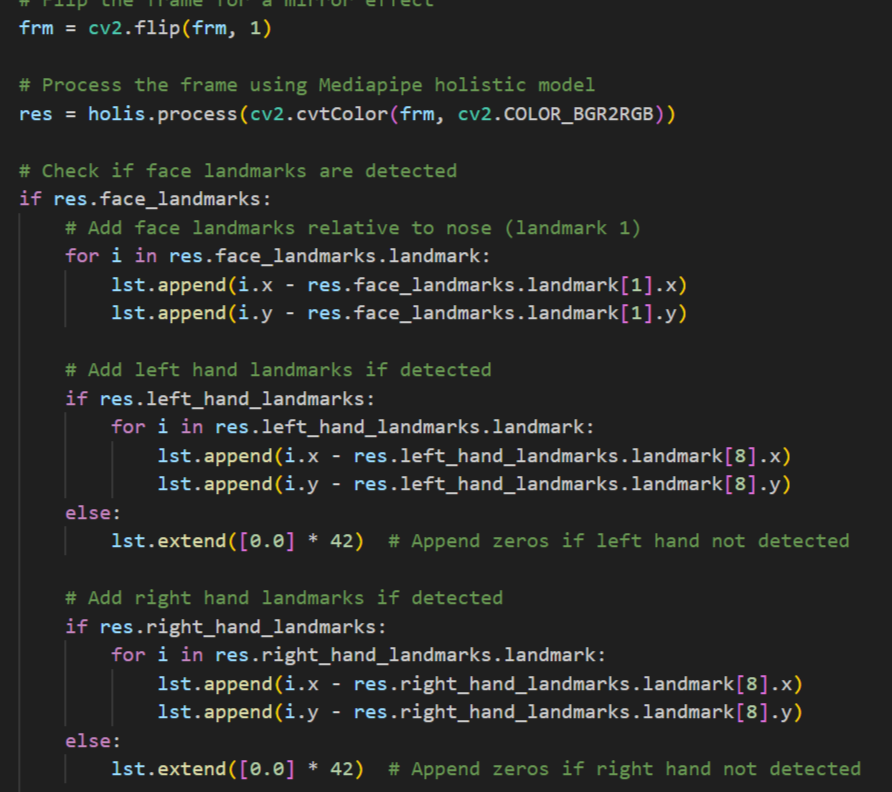 # Flip the frame for a mirror effect
frm = cv2.flip(frm, 1)
# Process the frame using Mediapipe holistic model
res = holis.process(cv2.cvtColor(frm, cv2.COLOR_BGR2RGB))
# Check if face landmarks are detected
if res.face_landmarks:
    # Add face landmarks relative to nose (landmark 1)
    for i in res.face_landmarks.landmark:
        lst.append(i.x - res.face_landmarks.landmark[1].x)
        lst.append(i.y - res.face_landmarks.landmark[1].y)
    # Add left hand landmarks if detected
    if res.left_hand_landmarks:
        for i in res.left_hand_landmarks.landmark:
            lst.append(i.x - res.left_hand_landmarks.landmark[8].x)
            lst.append(i.y - res.left_hand_landmarks.landmark[8].y)
    else:
        lst.extend([0.0] * 42)  # Append zeros if left hand not detected
    # Add right hand landmarks if detected
    if res.right_hand_landmarks:
        for i in res.right_hand_landmarks.landmark:
            lst.append(i.x - res.right_hand_landmarks.landmark[8].x)
            lst.append(i.y - res.right_hand_landmarks.landmark[8].y)
    else:
        lst.extend([0.0] * 42)  # Append zeros if right hand not detected